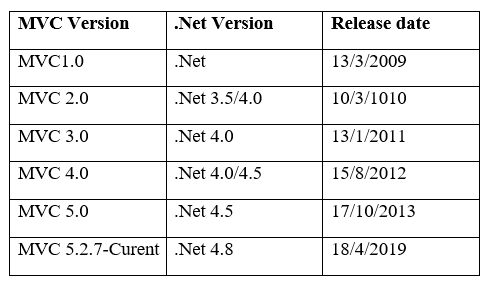 MVC Version .Net Version Release date
MVC1.0 .Net 13/3/2009
MVC 2.0 .Net 3.5/4.0 10/3/1010
MVC 3.0 .Net 4.0 13/1/2011
MVC 4.0 .Net 4.0/4.5 15/8/2012
MVC 5.0 .Net 4.5 17/10/2013
MVC 5.2.7-Curent .Net 4.8 18/4/2019